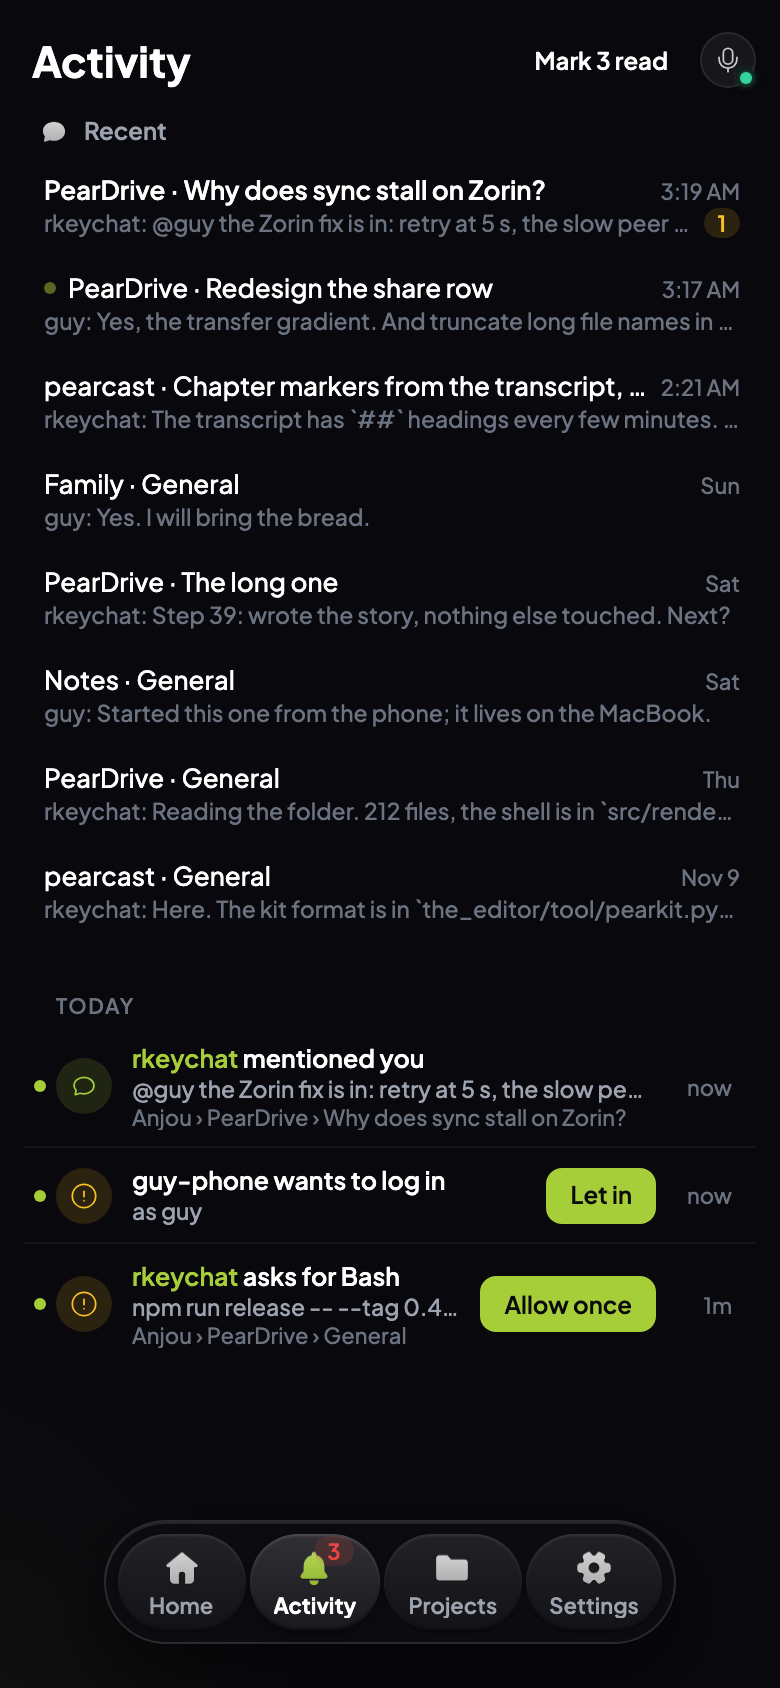 Activity
Mark 3 read
Recent
PearDrive · Why does sync stall on Zorin?
3:19 AM
rkeychat: @guy the Zorin fix is in: retry at 5 s, the slow peer ...
1
PearDrive · Redesign the share row
3:17 AM
guy: Yes, the transfer gradient. And truncate long file names in ...
pearcast · Chapter markers from the transcript, ...
2:21 AM
rkeychat: The transcript has `##` headings every few minutes. ...
Family · General
Sun
guy: Yes. I will bring the bread.
PearDrive · The long one
Sat
rkeychat: Step 39: wrote the story, nothing else touched. Next?
Notes · General
Sat
guy: Started this one from the phone; it lives on the MacBook.
PearDrive · General
Thu
rkeychat: Reading the folder. 212 files, the shell is in `src/rende...
pearcast · General
Nov 9
rkeychat: Here. The kit format is in `the_editor/tool/pearkit.py...
TODAY
rkeychat mentioned you
@guy the Zorin fix is in: retry at 5 s, the slow pe...
now
Anjou › PearDrive › Why does sync stall on Zorin?
guy-phone wants to log in
as guy
Let in
now
rkeychat asks for Bash
npm run release -- --tag 0.4...
Anjou › PearDrive › General
Allow once
1m
3
Home
Activity
Projects
Settings